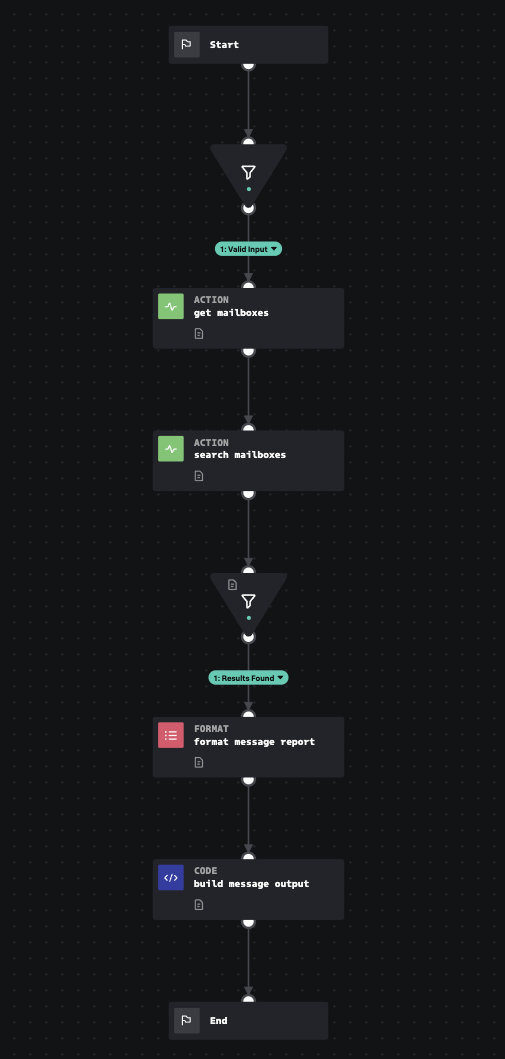 Start
1: Valid Input
ACTION
get mailboxes
ACTION
search mailboxes
1: Results Found
FORMAT
format message report
CODE
build message output
End